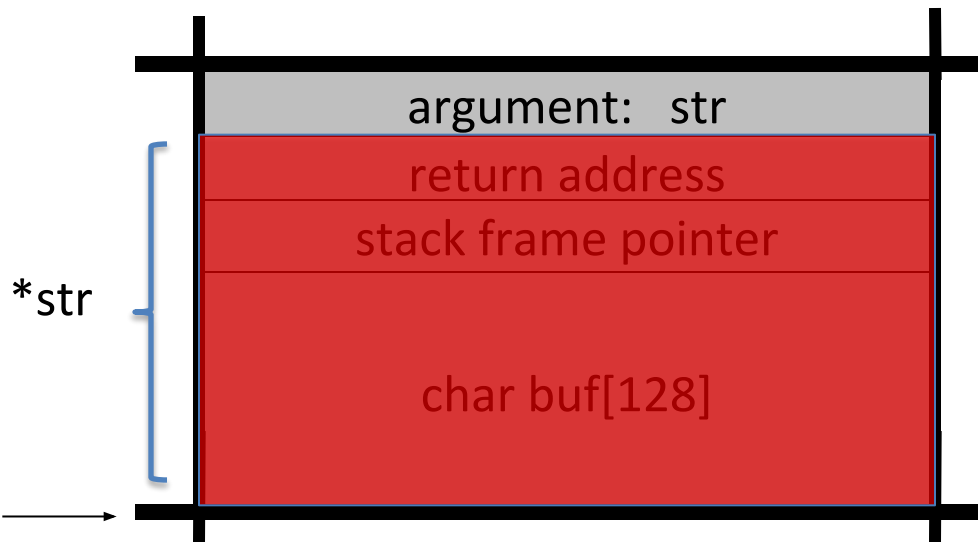 argument: str
return address
stack frame pointer
*str
char buf[128]